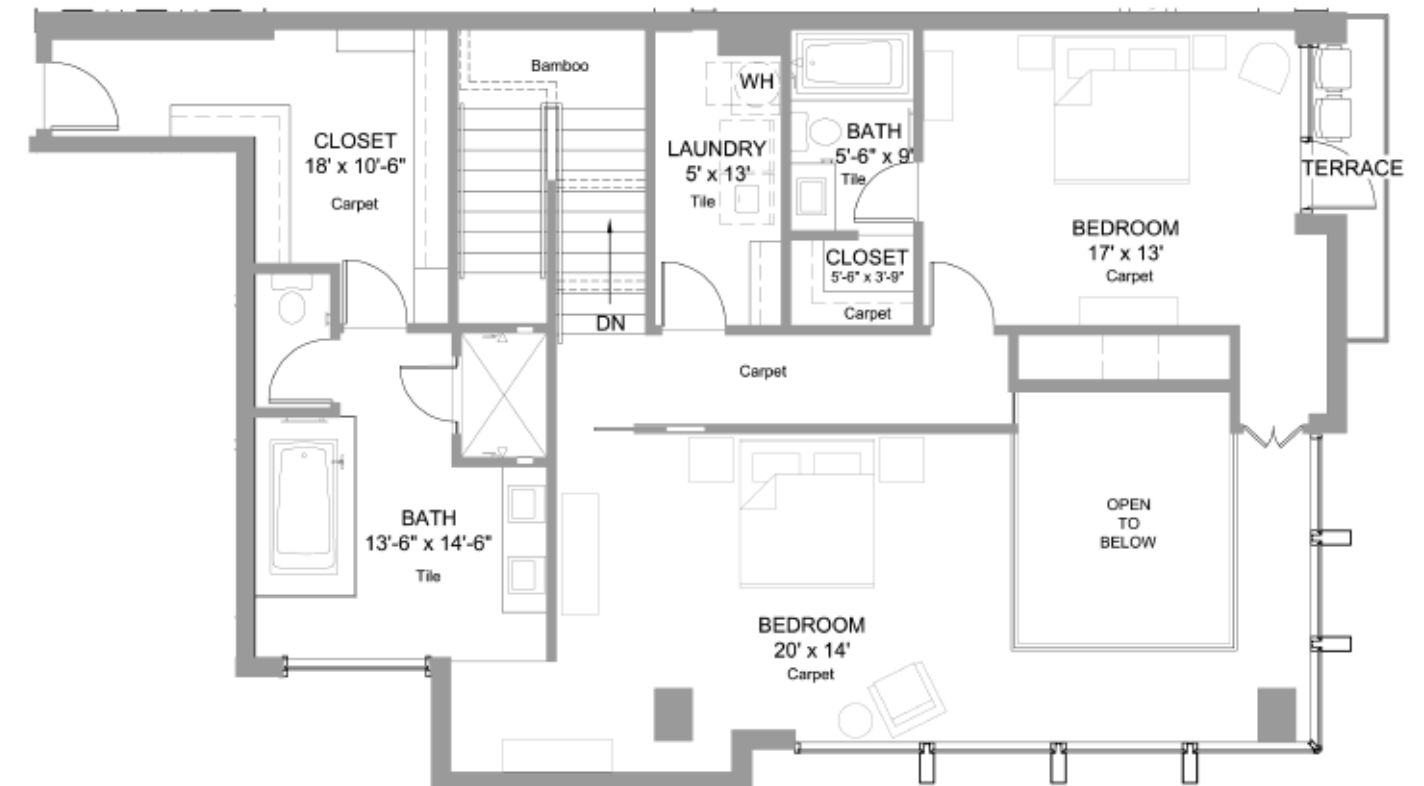 Bamboo
CLOSET
18' x 10'-6"
Carpet
WH
LAUNDRY
5' x 13'
Tile
BATH
5'-6" x 9'
Tile
CLOSET
5'-6" x 3'-9"
Carpet
BEDROOM
17' x 13'
Carpet
TERRACE
DN
Carpet
BATH
13'-6" x 14'-6"
Tile
BEDROOM
20' x 14'
Carpet
OPEN
TO
BELOW